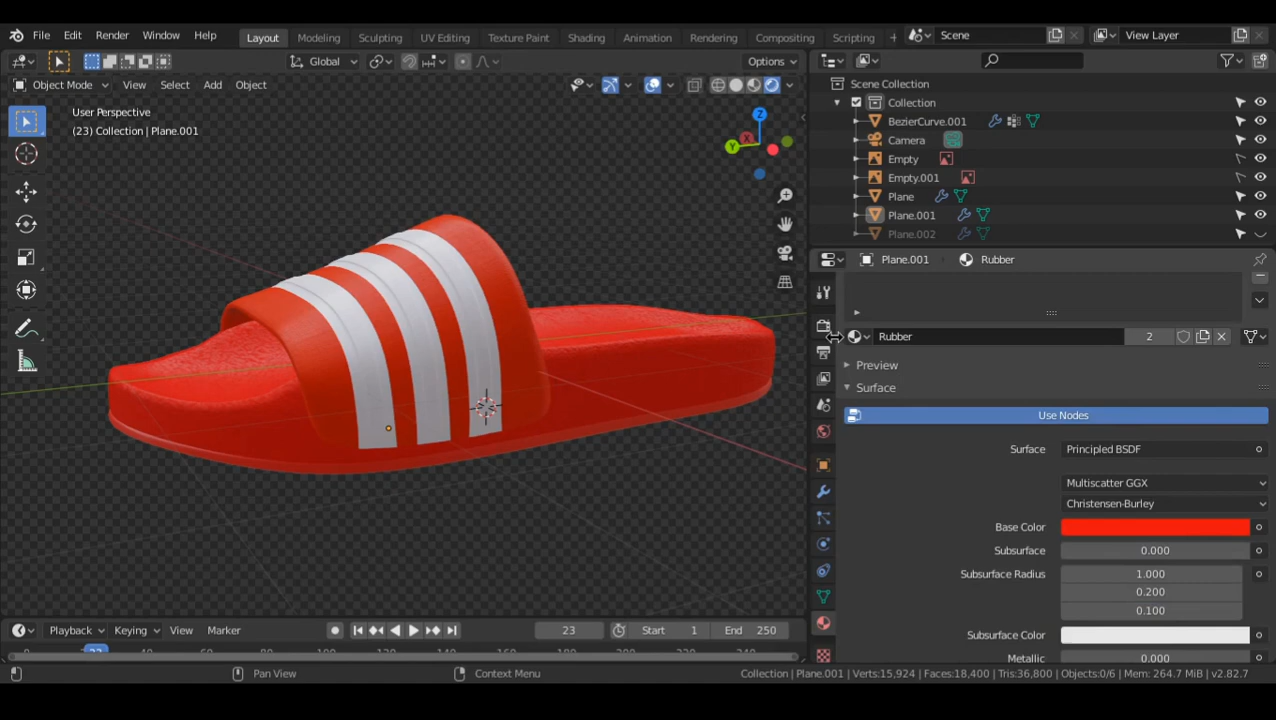 File Edit Render Window Help Layout Modeling Sculpting UV Editing Texture Paint Shading Animation Rendering Compositing Scripting + Scene View Layer
Global Options
Object Mode View Select Add Object
User Perspective
(23) Collection | Plane.001
Z
X
Y
Scene Collection
Collection
BezierCurve.001
Camera
Empty
Empty.001
Plane
Plane.001
Plane.002
Plane.001 Rubber
Rubber 2
Preview
Surface
Use Nodes
Surface Principled BSDF
Multiscatter GGX
Christensen-Burley
Base Color
Subsurface 0.000
Subsurface Radius 1.000
0.200
0.100
Subsurface Color
Metallic 0.000
Playback Keying View Marker 23 Start 1 End 250
Pan View Context Menu Collection | Plane.001 | Verts:15,924 | Faces:18,400 | Tris:36,800 | Objects:0/6 | Mem: 264.7 MiB | v2.82.7